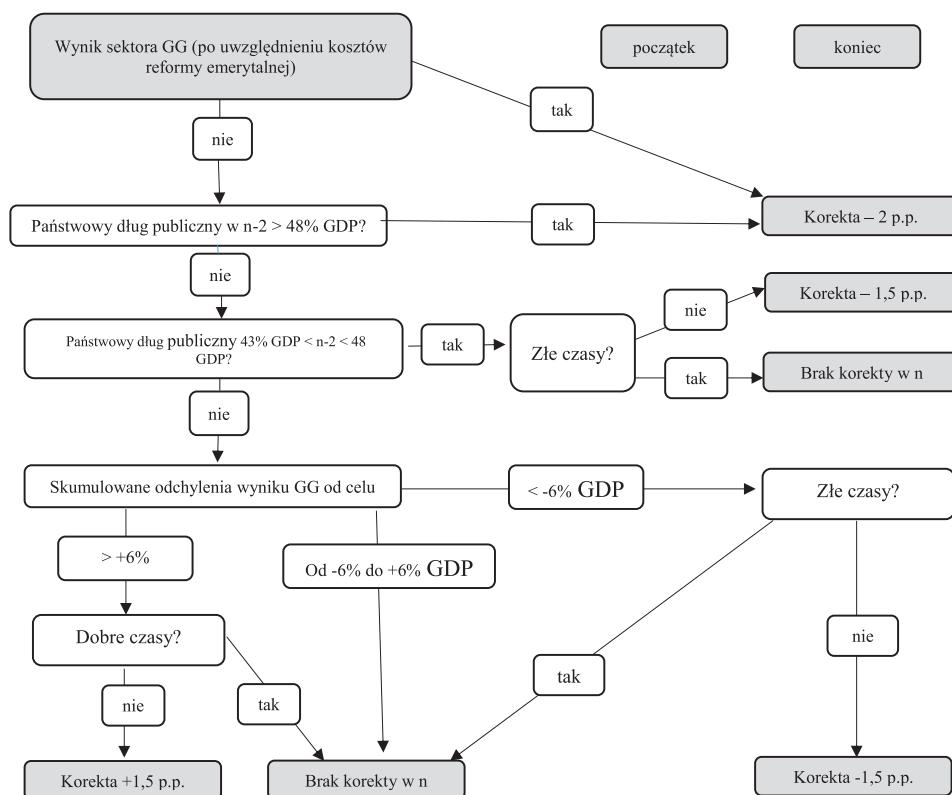 Wynik sektora GG (po uwzględnieniu kosztów
reformy emerytalnej)
początek
koniec
tak
nie
Państwowy dług publiczny w n-2 > 48% GDP?
tak
Korekta – 2 p.p.
nie
Korekta – 1,5 p.p.
nie
Państwowy dług publiczny 43% GDP < n-2 < 48
GDP?
tak
Złe czasy?
tak
Brak korekty w n
nie
Skumulowane odchylenia wyniku GG od celu
< -6% GDP
Złe czasy?
> +6%
Od -6% do +6% GDP
Dobre czasy?
nie
tak
nie
tak
Korekta +1,5 p.p.
Brak korekty w n
Korekta -1,5 p.p.